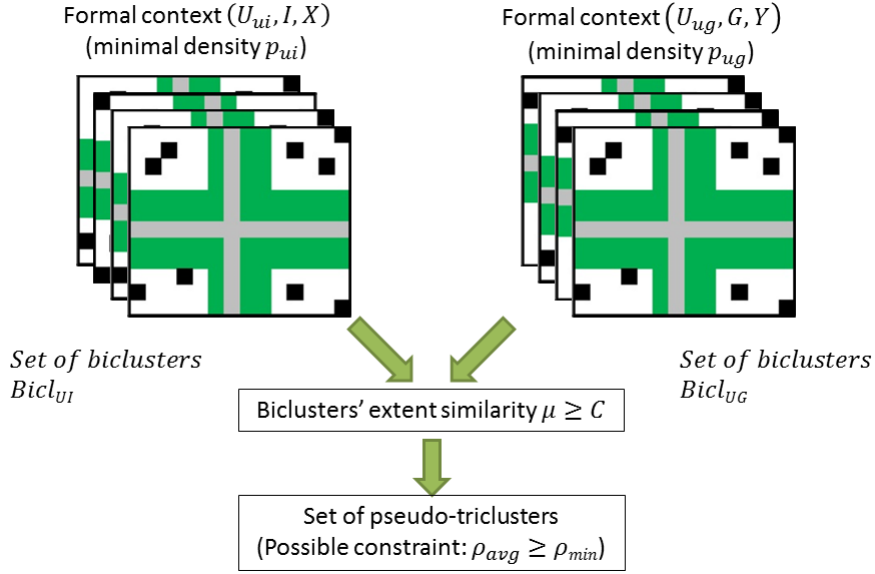 Formal context (U_ui, I, X)
(minimal density p_ui)
Formal context (U_ug, G, Y)
(minimal density p_ug)
Set of biclusters
Bicl_UI
Set of biclusters
Bicl_UG
Biclusters’ extent similarity μ ≥ C
Set of pseudo-triclusters
(Possible constraint: ρ_avg ≥ ρ_min)